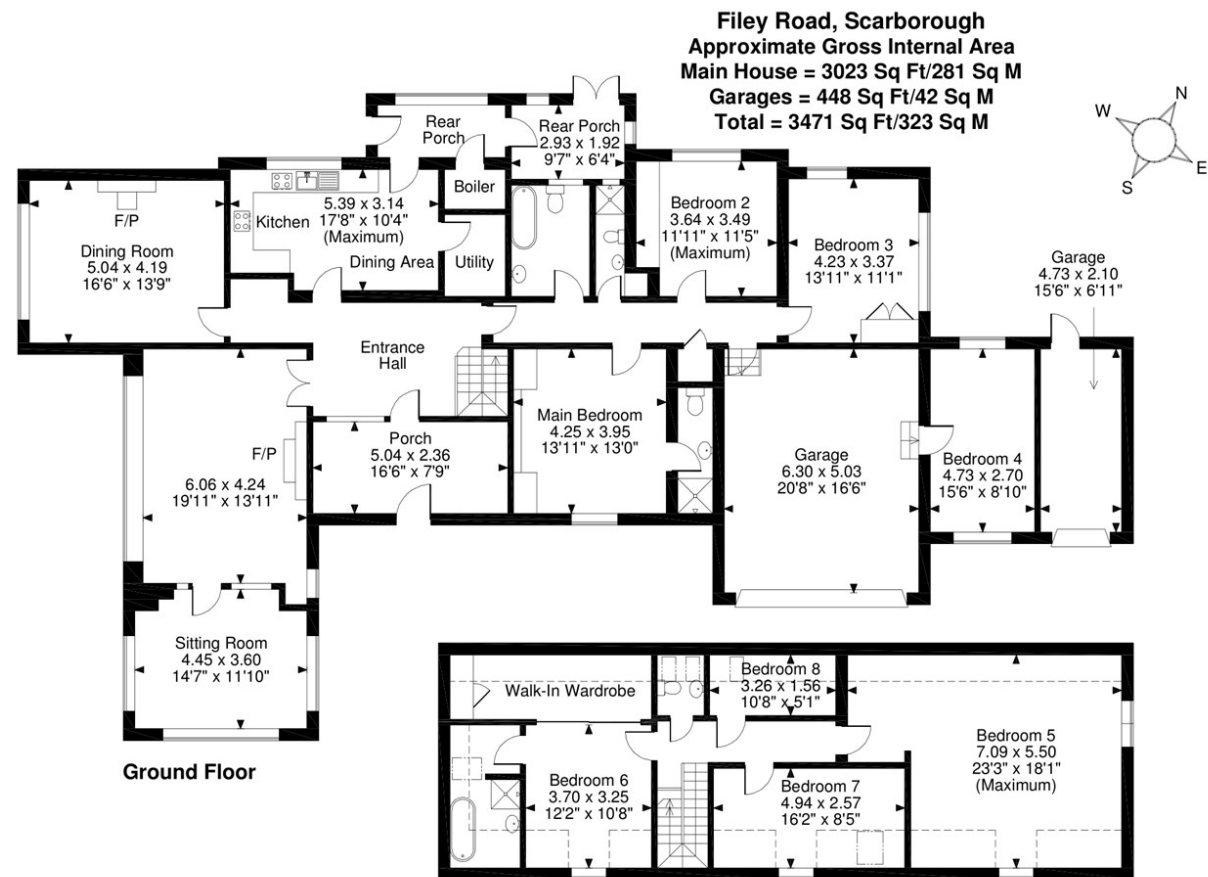 Filey Road, Scarborough
Approximate Gross Internal Area
Main House = 3023 Sq Ft/281 Sq M
Garages = 448 Sq Ft/42 Sq M
Total = 3471 Sq Ft/323 Sq M
N
W
E
S
Rear
Porch
Rear Porch
2.93 x 1.92
9'7" x 6'4"
Boiler
F/P
Dining Room
5.04 x 4.19
16'6" x 13'9"
5.39 x 3.14
17'8" x 10'4"
(Maximum)
Kitchen
Dining Area
Utility
Bedroom 2
3.64 x 3.49
11'11" x 11'5"
(Maximum)
Bedroom 3
4.23 x 3.37
13'11" x 11'1"
Garage
4.73 x 2.10
15'6" x 6'11"
Entrance
Hall
F/P
6.06 x 4.24
19'11" x 13'11"
Porch
5.04 x 2.36
16'6" x 7'9"
Main Bedroom
4.25 x 3.95
13'11" x 13'0"
Garage
6.30 x 5.03
20'8" x 16'6"
Bedroom 4
4.73 x 2.70
15'6" x 8'10"
Sitting Room
4.45 x 3.60
14'7" x 11'10"
Ground Floor
Walk-In Wardrobe
Bedroom 8
3.26 x 1.56
10'8" x 5'1"
Bedroom 5
7.09 x 5.50
23'3" x 18'1"
(Maximum)
Bedroom 6
3.70 x 3.25
12'2" x 10'8"
Bedroom 7
4.94 x 2.57
16'2" x 8'5"